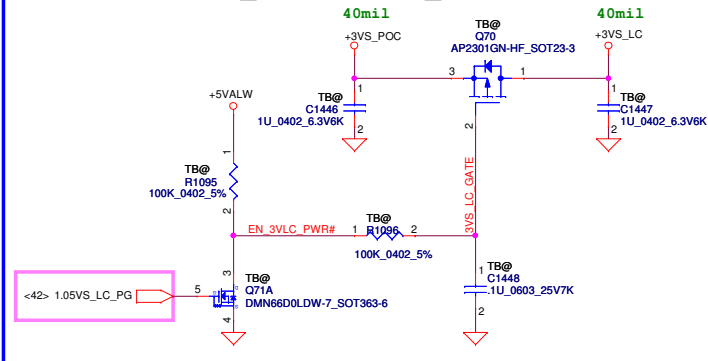 40mil
40mil
TB@
Q70
AP2301GN-HF_SOT23-3
+3VS_POC
+3VS_LC
3
1
2
1
TB@
C1446
1U_0402_6.3V6K
2
1
TB@
C1447
1U_0402_6.3V6K
2
+5VALW
1
TB@
R1095
100K_0402_5%
2
3VS_LC_GATE
EN_3VLC_PWR#
1
TB@
R1096
2
100K_0402_5%
3
TB@
Q71A
DMN66D0LDW-7_SOT363-6
5
4
<42> 1.05VS_LC_PG
1
TB@
C1448
.1U_0603_25V7K
2